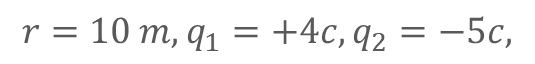 r = 10 m, q₁ = +4c, q₂ = −5c,